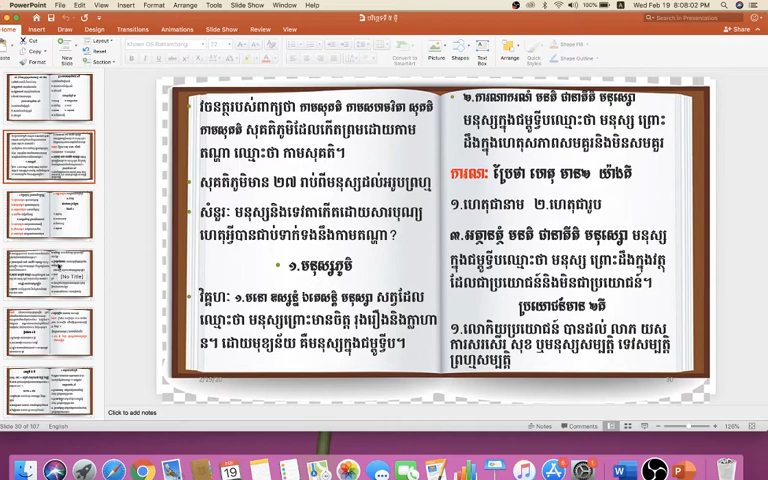 PowerPoint File Edit View Insert Format Arrange Tools Slide Show Window Help
100% Wed Feb 19 8:08:02 PM
Search in Presentation
Home Insert Draw Design Transitions Animations Slide Show Review View
Share
Cut
Copy
Format
New Slide
Layout
Reset
Section
Convert to SmartArt
Picture
Shapes
Text Box
Arrange
Shape Fill
Shape Outline
[No Title]
វចនត្ថរបស់ពាក្យថា កាមសុគតិ កាមសហចរិតា សុគតិ
កាមសុគតិ សុគតិភូមិដែលកើតព្រមដោយកាម
តណ្ហា ឈ្មោះថា កាមសុគតិ។
សុគតិភូមិមាន ២៧ រាប់ពីមនុស្សដល់អរូបព្រហ្ម
សំនួរៈ មនុស្សនិងទេវតាកើតដោយសារបុណ្យ
ហេតុអ្វីបានជាប់ទាក់ទងនឹងកាមតណ្ហា?
១.មនុស្សភូមិ
វិគ្គហៈ ១.មនោ ឧស្សន្នំ ឯតេសន្តិ មនុស្សា សត្វដែល
ឈ្មោះថា មនុស្សព្រោះមានចិត្ត រុងរឿងនិងក្លាហា
ន។ ដោយមុខ្យន័យ គឺមនុស្សក្នុងជម្ពូទ្វីប។
២.ការណាការណំ មនតិ ជានាតីតិ មនុស្សោ
មនុស្សក្នុងជម្ពូទ្វីបឈ្មោះថា មនុស្ស ព្រោះ
ដឹងក្នុងហេតុសភាពសមគួរនិងមិនសមគួរ
ការណៈ ប្រែថា ហេតុ មាន២ យ៉ាងគឺ
១.ហេតុជានាម ២.ហេតុជារូប
៣.អត្ថានត្ថំ មនតិ ជានាតីតិ មនុស្សោ មនុស្ស
ក្នុងជម្ពូទ្វីបឈ្មោះថា មនុស្ស ព្រោះដឹងក្នុងវត្ថុ
ដែលជាប្រយោជន៍និងមិនជាប្រយោជន៍។
ប្រយោជន៍មាន ២គឺ
១.លោកិយប្រយោជន៍ បានដល់ លាភ យស
ការសរសើរ សុខ ឬមនុស្សសម្បត្តិ ទេវសម្បត្តិ
ព្រហ្មសម្បត្តិ
2/19/20
30
Click to add notes
Slide 30 of 107 English
Notes Comments
126%